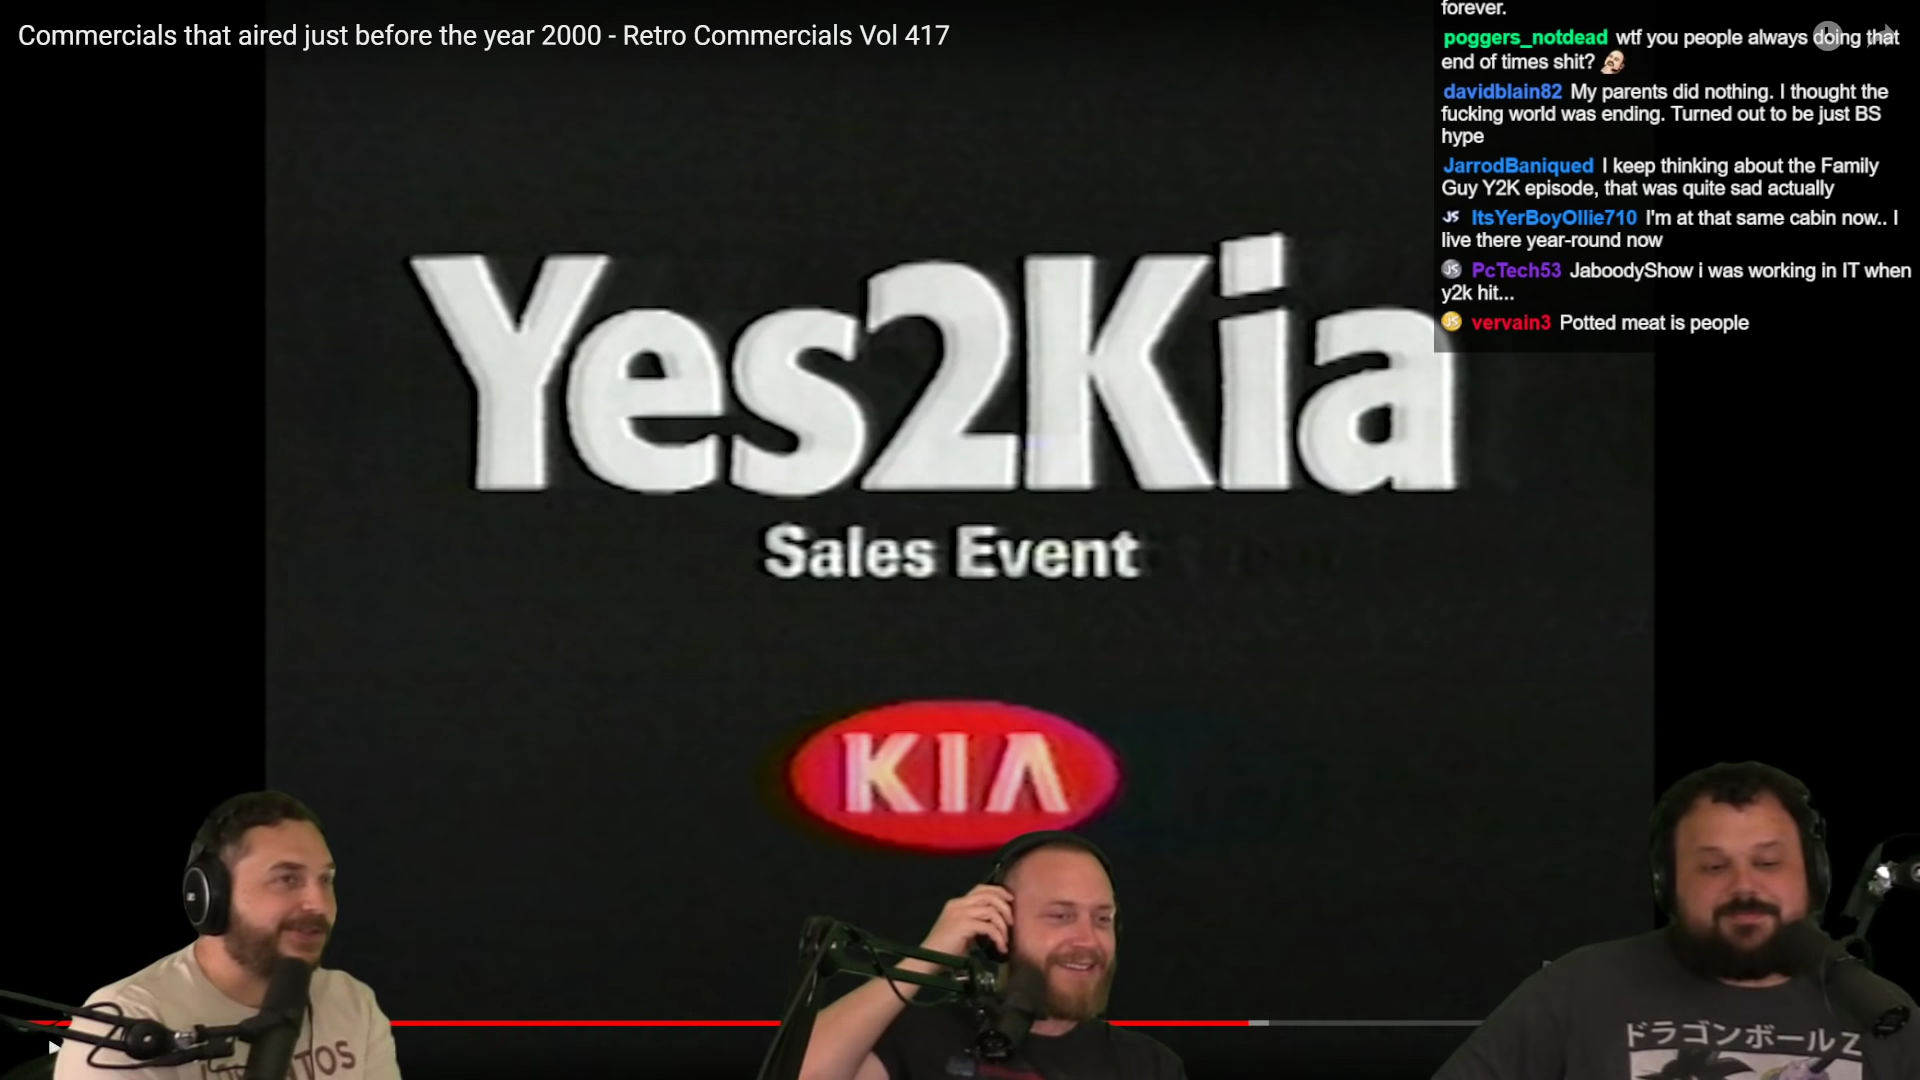 Commercials that aired just before the year 2000 - Retro Commercials Vol 417
forever.
poggers_notdead wtf you people always doing that
end of times shit?
davidblain82 My parents did nothing. I thought the
fucking world was ending. Turned out to be just BS
hype
JarrodBaniqued I keep thinking about the Family
Guy Y2K episode, that was quite sad actually
JS ItsYerBoyOllie710 I'm at that same cabin now.. I
live there year-round now
JS PcTech53 JaboodyShow i was working in IT when
y2k hit...
JS vervain3 Potted meat is people
Yes2Kia
Sales Event
KIA
ドラゴンボールZ